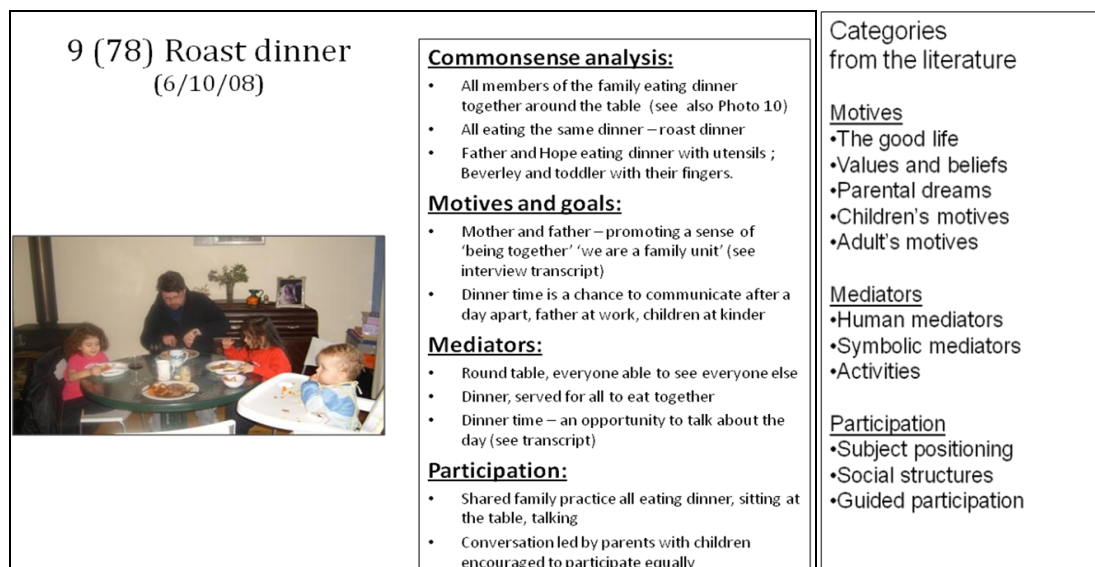 9 (78) Roast dinner
(6/10/08)
Commonsense analysis:
• All members of the family eating dinner
together around the table (see also Photo 10)
• All eating the same dinner – roast dinner
• Father and Hope eating dinner with utensils ;
Beverley and toddler with their fingers.
Motives and goals:
• Mother and father – promoting a sense of
‘being together’ ‘we are a family unit’ (see
interview transcript)
• Dinner time is a chance to communicate after a
day apart, father at work, children at kinder
Mediators:
• Round table, everyone able to see everyone else
• Dinner, served for all to eat together
• Dinner time – an opportunity to talk about the
day (see transcript)
Participation:
• Shared family practice all eating dinner, sitting at
the table, talking
• Conversation led by parents with children
encouraged to participate equally
Categories
from the literature
Motives
•The good life
•Values and beliefs
•Parental dreams
•Children’s motives
•Adult’s motives
Mediators
•Human mediators
•Symbolic mediators
•Activities
Participation
•Subject positioning
•Social structures
•Guided participation